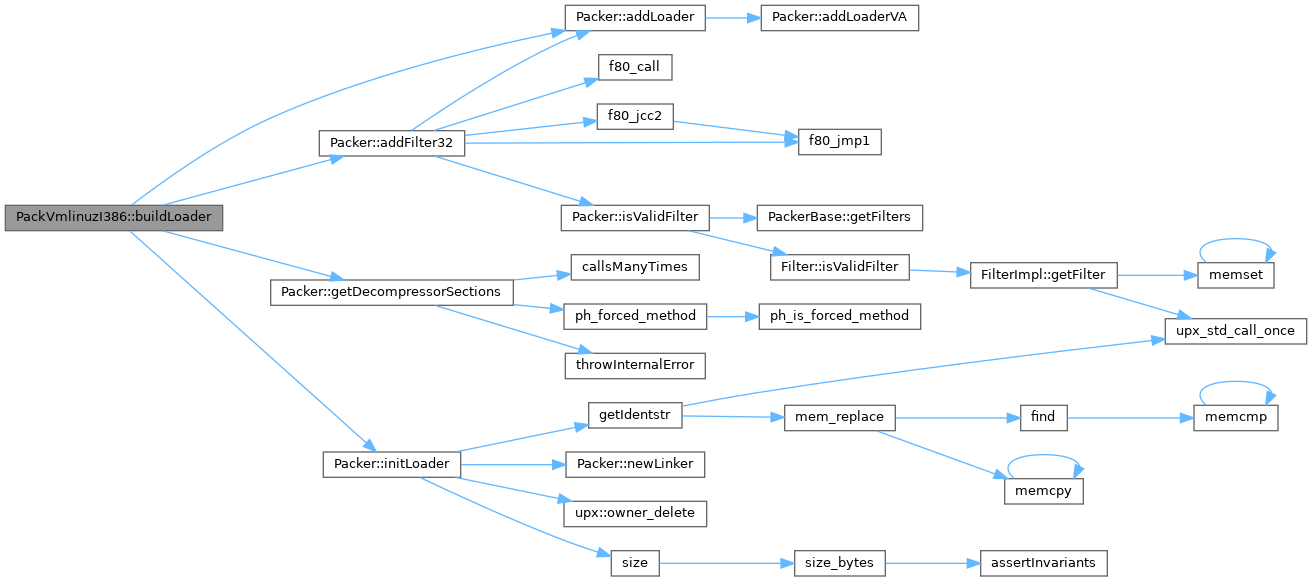 Packer::addLoader
Packer::addLoaderVA
f80_call
f80_jcc2
Packer::addFilter32
f80_jmp1
PackVmlinuzI386::buildLoader
Packer::isValidFilter
PackerBase::getFilters
callsManyTimes
Filter::isValidFilter
FilterImpl::getFilter
memset
Packer::getDecompressorSections
ph_forced_method
ph_is_forced_method
upx_std_call_once
throwInternalError
getIdentstr
mem_replace
find
memcmp
Packer::initLoader
Packer::newLinker
memcpy
upx::owner_delete
size
size_bytes
assertInvariants